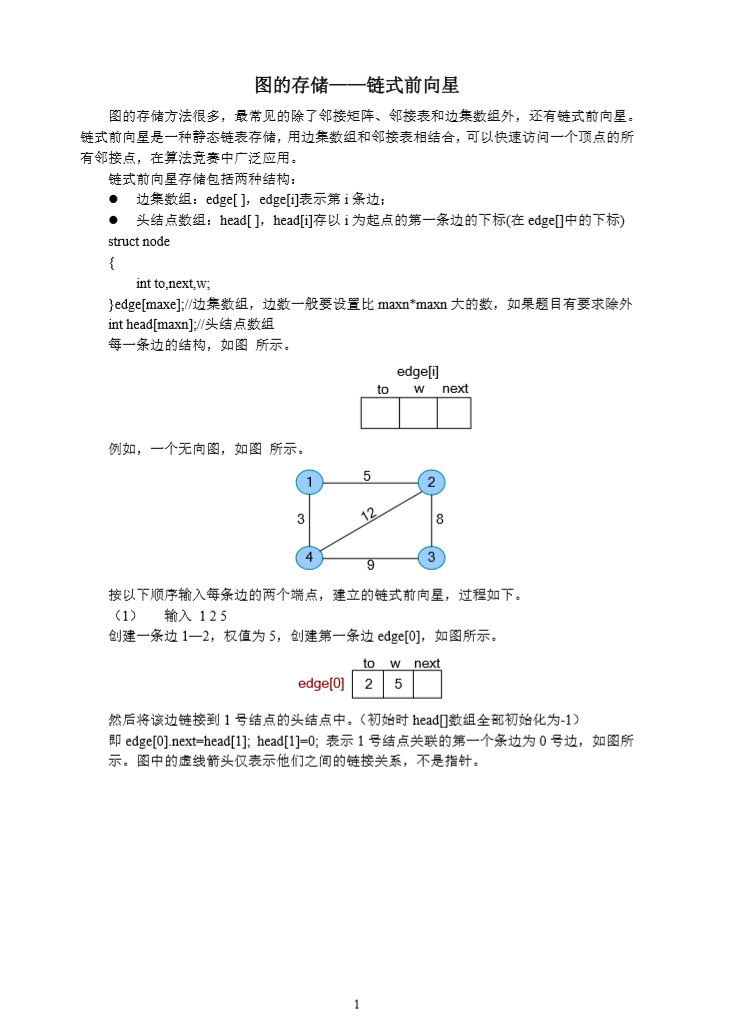 图的存储——链式前向星
图的存储方法很多，最常见的除了邻接矩阵、邻接表和边集数组外，还有链式前向星。
链式前向星是一种静态链表存储，用边集数组和邻接表相结合，可以快速访问一个顶点的所
有邻接点，在算法竞赛中广泛应用。
链式前向星存储包括两种结构：
● 边集数组：edge[ ]，edge[i]表示第 i 条边；
● 头结点数组：head[ ]，head[i]存以 i 为起点的第一条边的下标(在 edge[]中的下标)
struct node
{
int to,next,w;
}edge[maxe];//边集数组，边数一般要设置比 maxn*maxn 大的数，如果题目有要求除外
int head[maxn];//头结点数组
每一条边的结构，如图 所示。
edge[i]
to w next
例如，一个无向图，如图 所示。
1 5 2
3 12 8
4 9 3
按以下顺序输入每条边的两个端点，建立的链式前向星，过程如下。
（1） 输入 1 2 5
创建一条边 1—2，权值为 5，创建第一条边 edge[0]，如图所示。
to w next
edge[0] 2 5
然后将该边链接到 1 号结点的头结点中。（初始时 head[]数组全部初始化为-1）
即 edge[0].next=head[1]; head[1]=0; 表示 1 号结点关联的第一个条边为 0 号边，如图所
示。图中的虚线箭头仅表示他们之间的链接关系，不是指针。
1